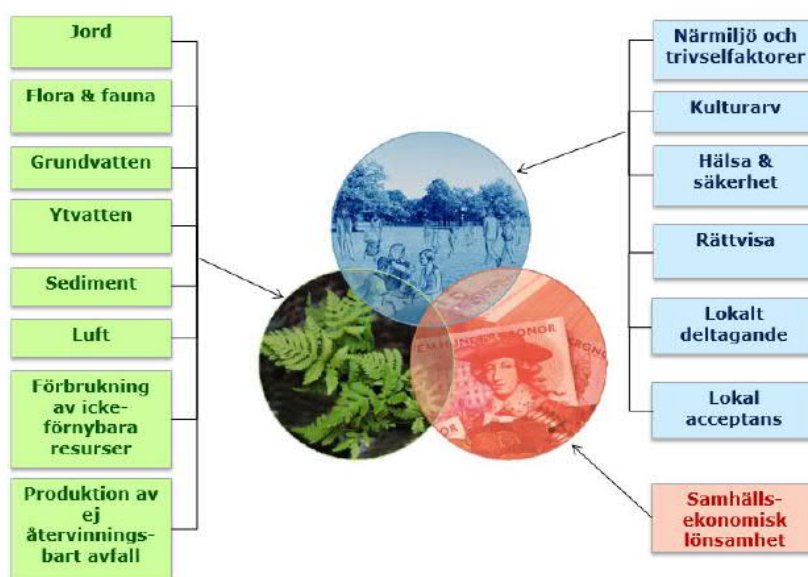 Jord
Flora & fauna
Grundvatten
Ytvatten
Sediment
Luft
Förbrukning
av icke-
förnybara
resurser
Produktion av
ej
återvinnings-
bart avfall
Närmiljö och
trivselfaktorer
Kulturarv
Hälsa &
säkerhet
Rättvisa
Lokalt
deltagande
Lokal
acceptans
Samhälls-
ekonomisk
lönsamhet